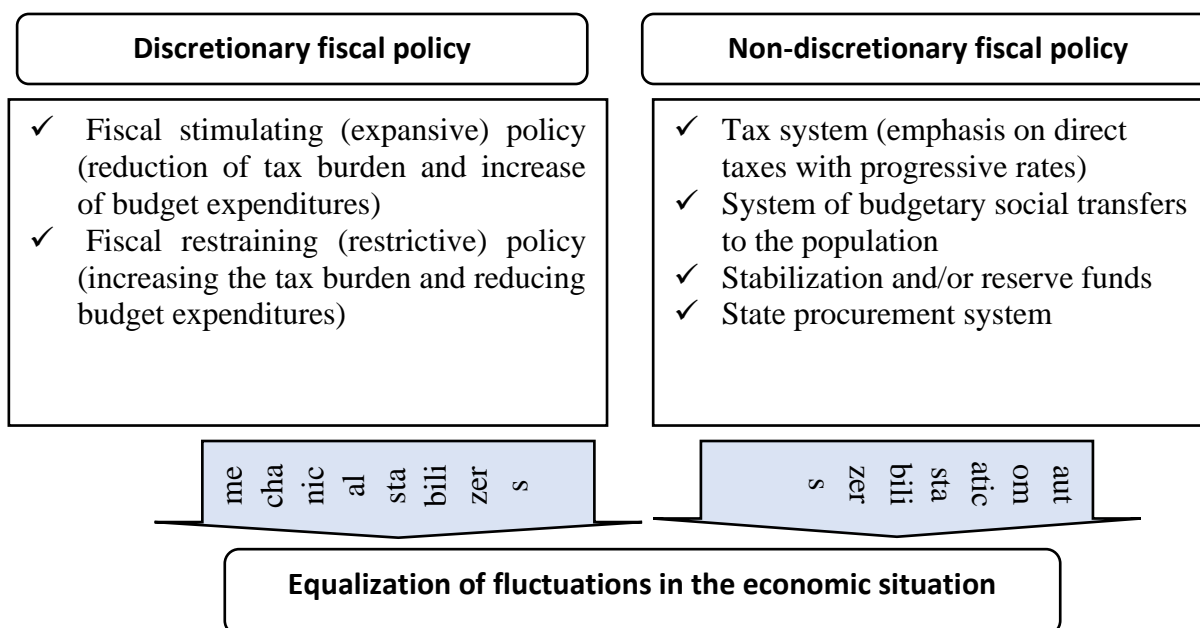 Discretionary fiscal policy
Non-discretionary fiscal policy
✓ Fiscal stimulating (expansive) policy
(reduction of tax burden and increase
of budget expenditures)
✓ Fiscal restraining (restrictive) policy
(increasing the tax burden and reducing
budget expenditures)
✓ Tax system (emphasis on direct
taxes with progressive rates)
✓ System of budgetary social transfers
to the population
✓ Stabilization and/or reserve funds
✓ State procurement system
me
cha
nic
al
sta
bili
zer
s
aut
om
atic
sta
bili
zer
s
Equalization of fluctuations in the economic situation